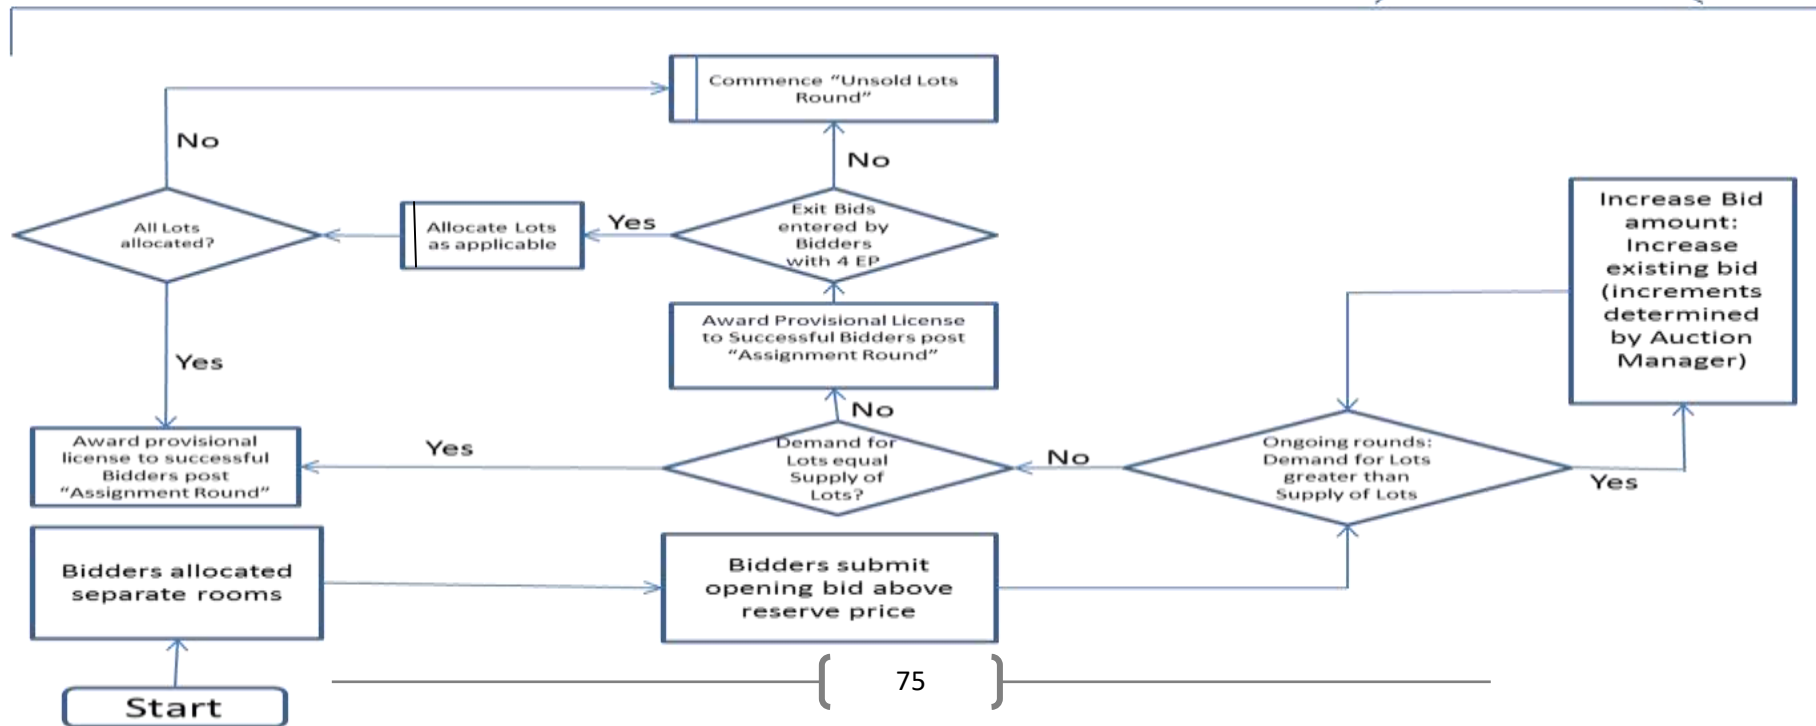 Commence “Unsold Lots
Round”
No
No
All Lots
allocated?
Allocate Lots
as applicable
Yes
Exit Bids
entered by
Bidders
with 4 EP
Increase Bid
amount:
Increase
existing bid
(increments
determined
by Auction
Manager)
Award Provisional License
to Successful Bidders post
“Assignment Round”
Yes
No
Award provisional
license to successful
Bidders post
“Assignment Round”
Yes
Demand for
Lots equal
Supply of
Lots?
No
Ongoing rounds:
Demand for Lots
greater than
Supply of Lots
Yes
Bidders allocated
separate rooms
Bidders submit
opening bid above
reserve price
Start
75